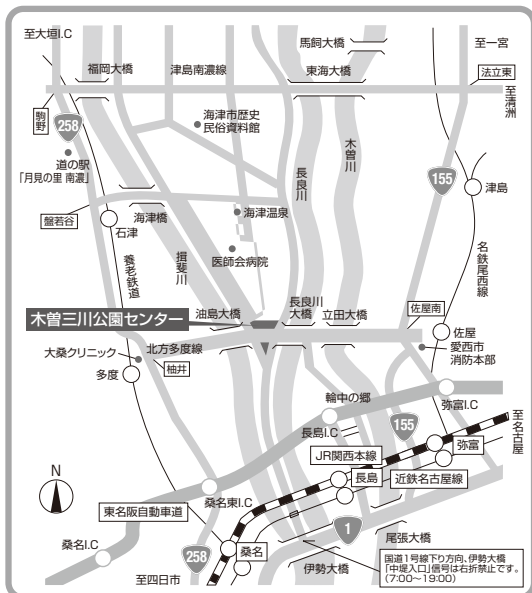 至大垣I.C
馬飼大橋
至一宮
福岡大橋
津島南濃線
東海大橋
法立東
至清洲
駒野
258
海津市歴史
民俗資料館
木曽川
長良川
155
道の駅
「月見の里 南濃」
津島
盤若谷
海津橋
海津温泉
石津
医師会病院
名鉄尾西線
養老鉄道
揖斐川
木曽三川公園センター
油島大橋
長良川
大橋
立田大橋
佐屋南
佐屋
愛西市
消防本部
大桑クリニック
北方多度線
多度
柚井
輪中の郷
弥富I.C
長島I.C
155
至名古屋
JR関西本線
弥富
N
長島
近鉄名古屋線
桑名東I.C
東名阪自動車道
1
桑名
尾張大橋
桑名I.C
258
伊勢大橋
至四日市
国道1号線下り方向、伊勢大橋
「中堤入口」信号は右折禁止です。
(7:00〜19:00)